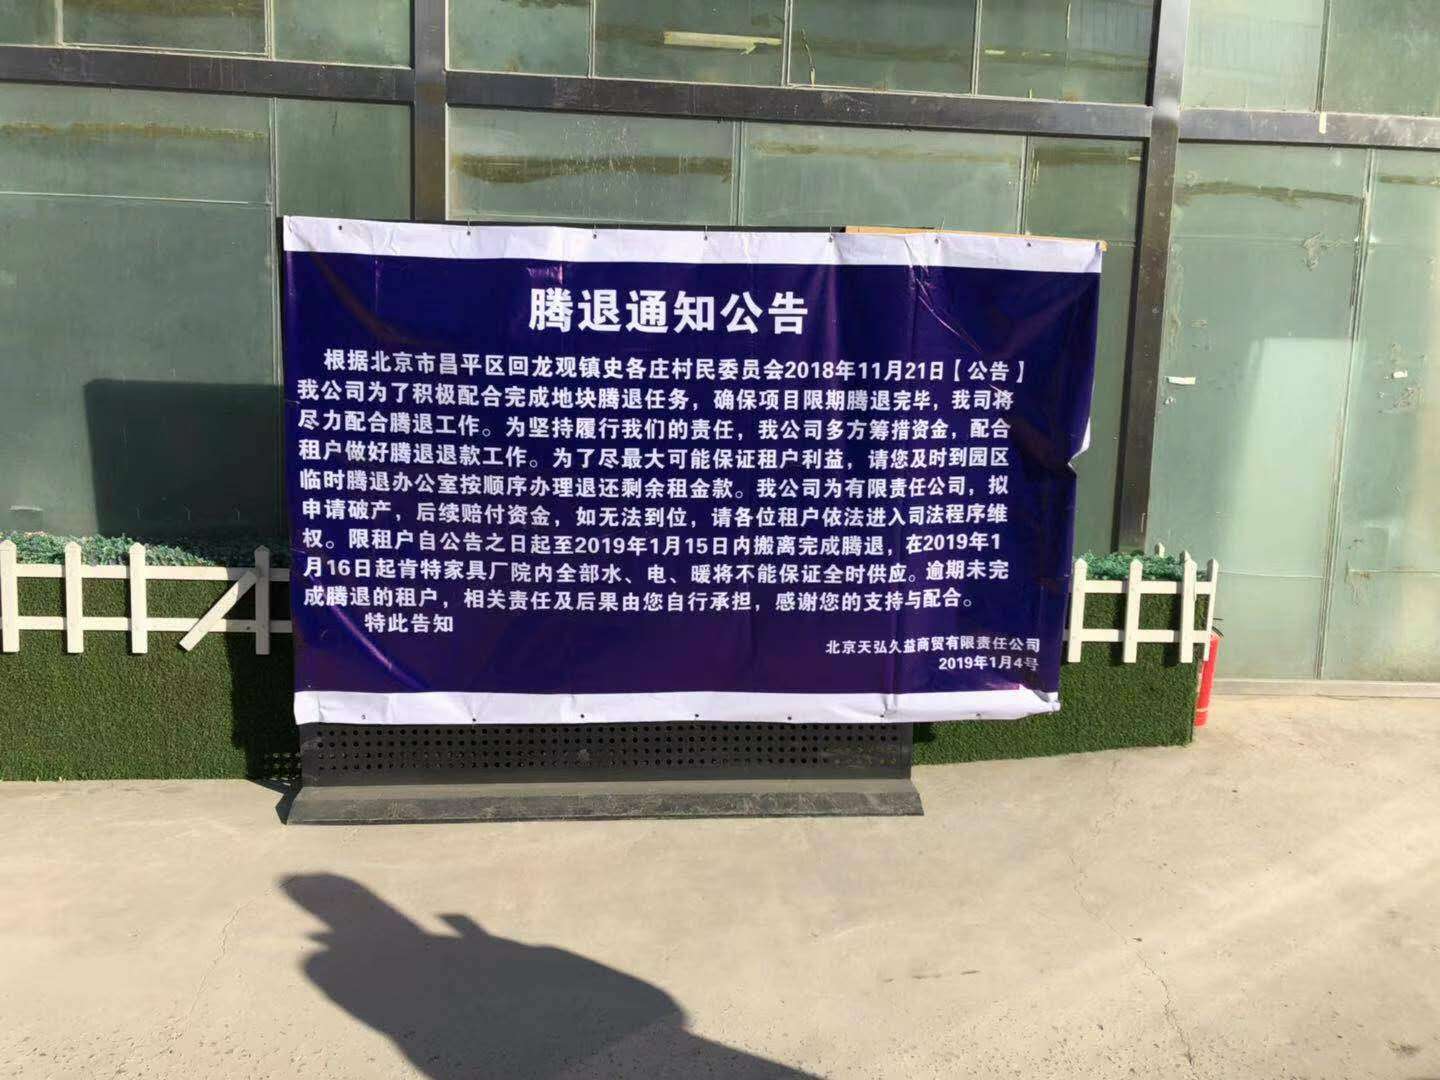 腾退通知公告
根据北京市昌平区回龙观镇史各庄村民委员会2018年11月21日【公告】
我公司为了积极配合完成地块腾退任务，确保项目限期腾退完毕，我司将
尽力配合腾退工作。为坚持履行我们的责任，我公司多方筹措资金，配合
租户做好腾退退款工作。为了尽最大可能保证租户利益，请您及时到园区
临时腾退办公室按顺序办理退还剩余租金款。我公司为有限责任公司，拟
申请破产，后续赔付资金，如无法到位，请各位租户依法进入司法程序维
权。限租户自公告之日起至2019年1月15日内搬离完成腾退，在2019年1
月16日起肯特家具厂院内全部水、电、暖将不能保证全时供应。逾期未完
成腾退的租户，相关责任及后果由您自行承担，感谢您的支持与配合。
特此告知
北京天弘久益商贸有限责任公司
2019年1月4号